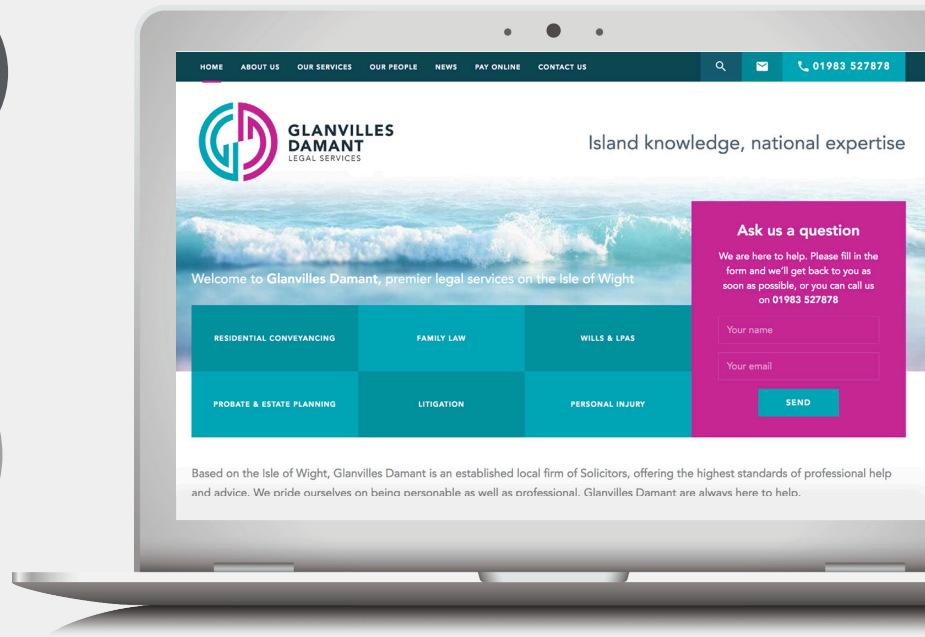 HOME ABOUT US OUR SERVICES OUR PEOPLE NEWS PAY ONLINE CONTACT US 01983 527878
GLANVILLES
DAMANT
LEGAL SERVICES
Island knowledge, national expertise
Welcome to Glanvilles Damant, premier legal services on the Isle of Wight
RESIDENTIAL CONVEYANCING
FAMILY LAW
WILLS & LPAS
PROBATE & ESTATE PLANNING
LITIGATION
PERSONAL INJURY
Ask us a question
We are here to help. Please fill in the
form and we'll get back to you as
soon as possible, or you can call us
on 01983 527878
Your name
Your email
SEND
Based on the Isle of Wight, Glanvilles Damant is an established local firm of Solicitors, offering the highest standards of professional help
and advice. We pride ourselves on being personable as well as professional. Glanvilles Damant are always here to help.